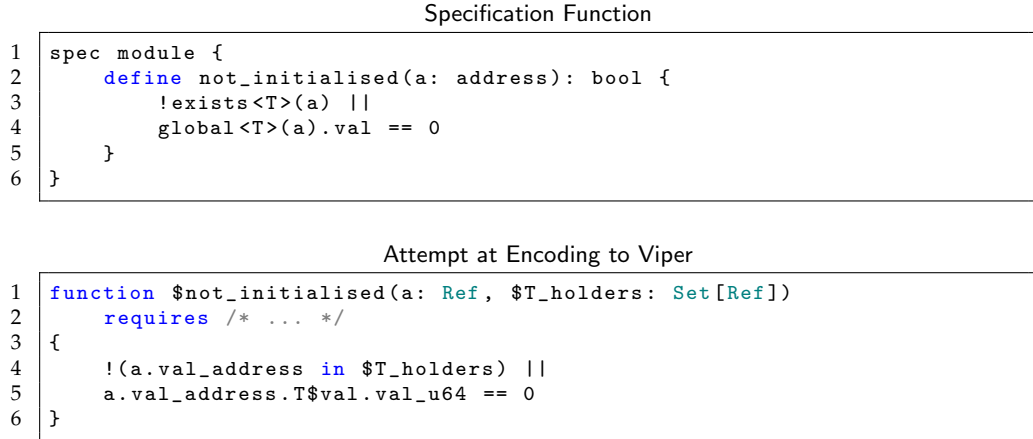 Specification Function
1 spec module {
2 define not_initialised(a: address): bool {
3 !exists<T>(a) ||
4 global<T>(a).val == 0
5 }
6 }
Attempt at Encoding to Viper
1 function $not_initialised(a: Ref, $T_holders: Set[Ref])
2 requires /* ... */
3 {
4 !(a.val_address in $T_holders) ||
5 a.val_address.T$val.val_u64 == 0
6 }